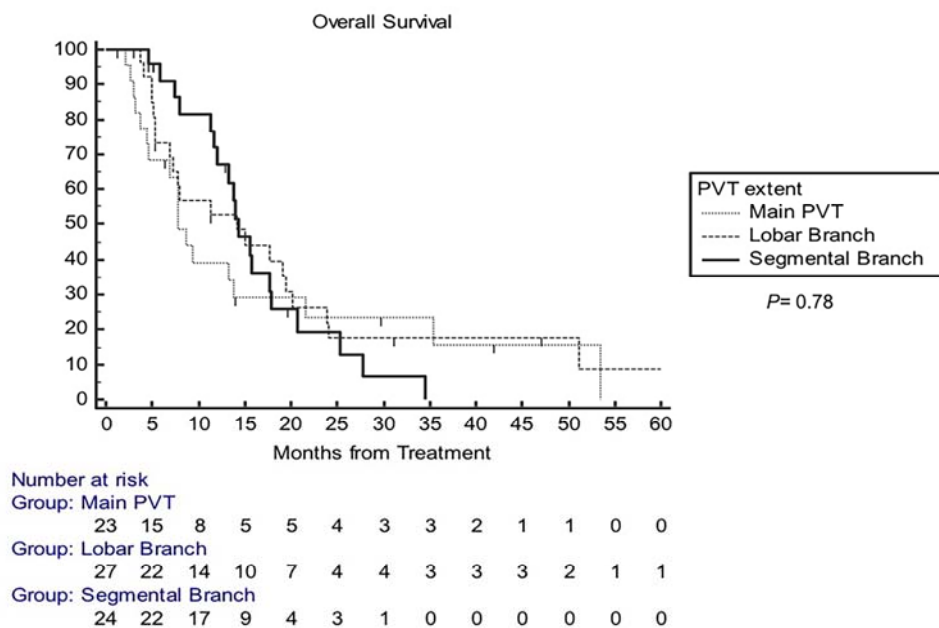 Overall Survival
100
90
80
70
60
50
40
30
20
10
0
0 5 10 15 20 25 30 35 40 45 50 55 60
Months from Treatment
PVT extent
Main PVT
Lobar Branch
Segmental Branch
P= 0.78
Number at risk
Group: Main PVT
23 15 8 5 5 4 3 3 2 1 1 0 0
Group: Lobar Branch
27 22 14 10 7 4 4 3 3 3 2 1 1
Group: Segmental Branch
24 22 17 9 4 3 1 0 0 0 0 0 0